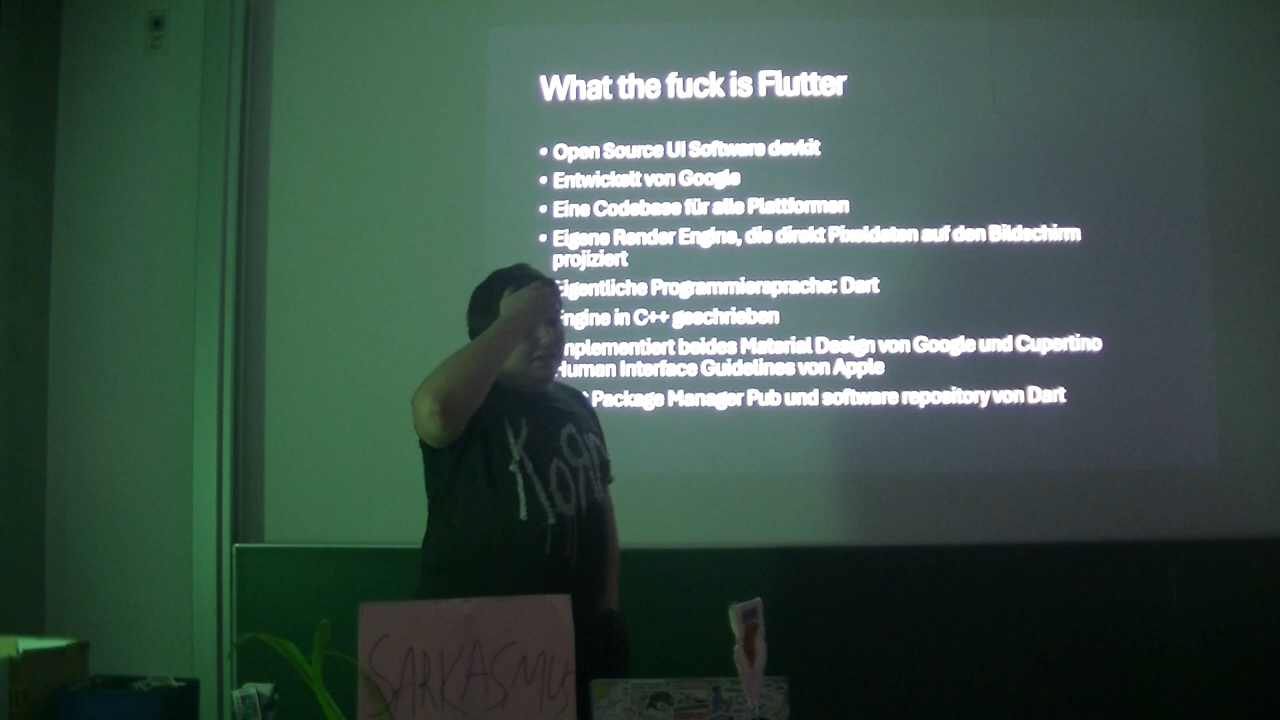 What the fuck is Flutter
• Open Source UI Software devkit
• Entwickelt von Google
• Eine Codebase für alle Plattformen
• Eigene Render Engine, die direkt Pixeldaten auf den Bildschirm
projiziert
Eigentliche Programmiersprache: Dart
Engine in C++ geschrieben
mplementiert beides Material Design von Google und Cupertino
Human Interface Guidelines von Apple
Package Manager Pub und software repository von Dart
KoRn
SARKASMUS